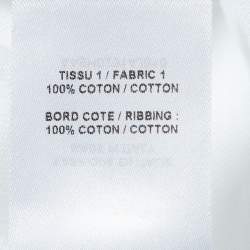 TISSU 1 / FABRIC 1
100% COTON / COTTON
BORD COTE / RIBBING :
100% COTON / COTTON